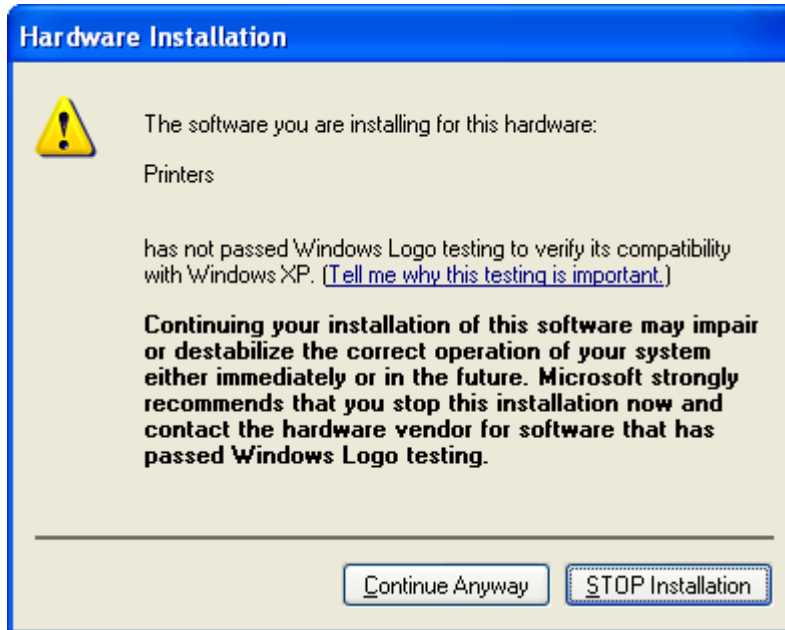 Hardware Installation
The software you are installing for this hardware:
Printers
has not passed Windows Logo testing to verify its compatibility
with Windows XP. (Tell me why this testing is important.)
Continuing your installation of this software may impair
or destabilize the correct operation of your system
either immediately or in the future. Microsoft strongly
recommends that you stop this installation now and
contact the hardware vendor for software that has
passed Windows Logo testing.
Continue Anyway
STOP Installation